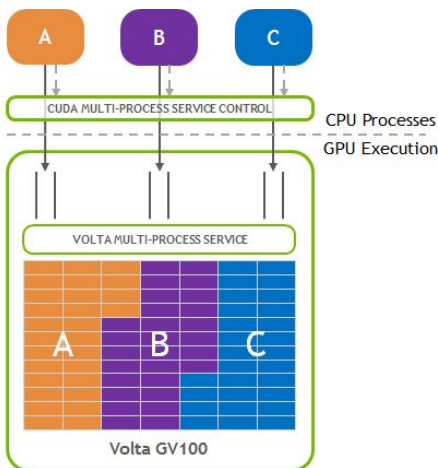 A B C
CUDA MULTI-PROCESS SERVICE CONTROL
CPU Processes
GPU Execution
VOLTA MULTI-PROCESS SERVICE
A B C
Volta GV100